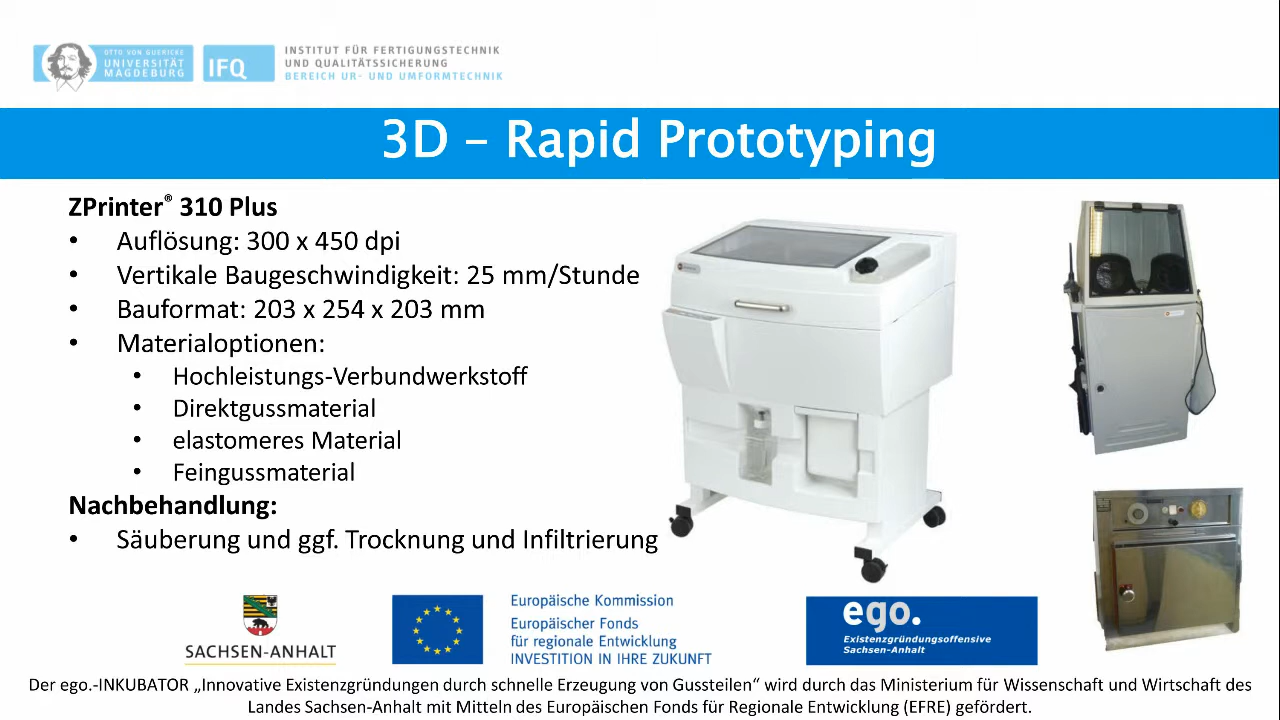 OTTO VON GUERICKE
UNIVERSITÄT
MAGDEBURG
IFQ
INSTITUT FÜR FERTIGUNGSTECHNIK
UND QUALITÄTSSICHERUNG
BEREICH UR- UND UMFORMTECHNIK
3D – Rapid Prototyping
ZPrinter® 310 Plus
• Auflösung: 300 x 450 dpi
• Vertikale Baugeschwindigkeit: 25 mm/Stunde
• Bauformat: 203 x 254 x 203 mm
• Materialoptionen:
• Hochleistungs-Verbundwerkstoff
• Direktgussmaterial
• elastomeres Material
• Feingussmaterial
Nachbehandlung:
• Säuberung und ggf. Trocknung und Infiltrierung
SACHSEN-ANHALT
Europäische Kommission
Europäischer Fonds
für regionale Entwicklung
INVESTITION IN IHRE ZUKUNFT
ego.
Existenzgründungsoffensive
Sachsen-Anhalt
Der ego.-INKUBATOR „Innovative Existenzgründungen durch schnelle Erzeugung von Gussteilen“ wird durch das Ministerium für Wissenschaft und Wirtschaft des
Landes Sachsen-Anhalt mit Mitteln des Europäischen Fonds für Regionale Entwicklung (EFRE) gefördert.